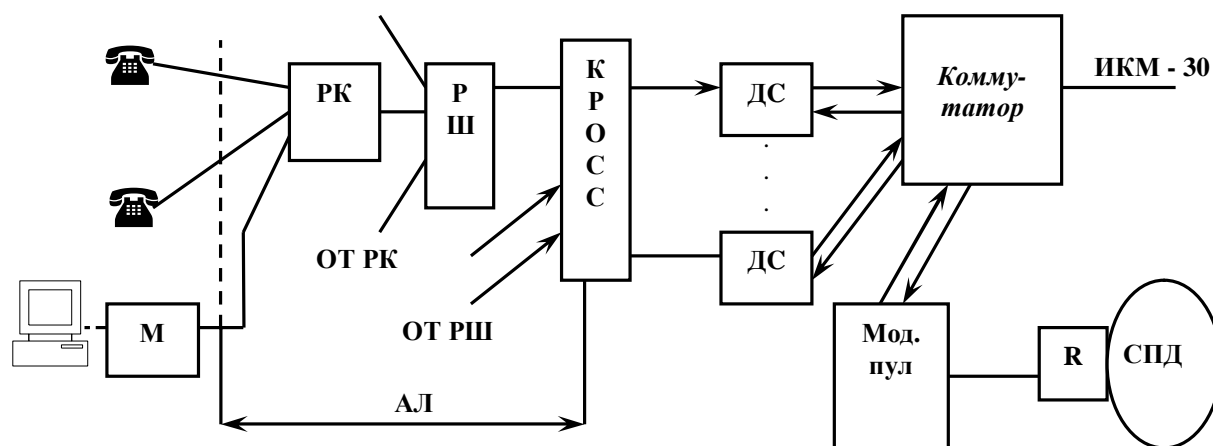 РК
Р
Ш
К
Р
О
С
С
ДС
Комму-
татор
ИКМ - 30
ОТ РК
ОТ РШ
ДС
М
АЛ
Мод.
пул
R
СПД